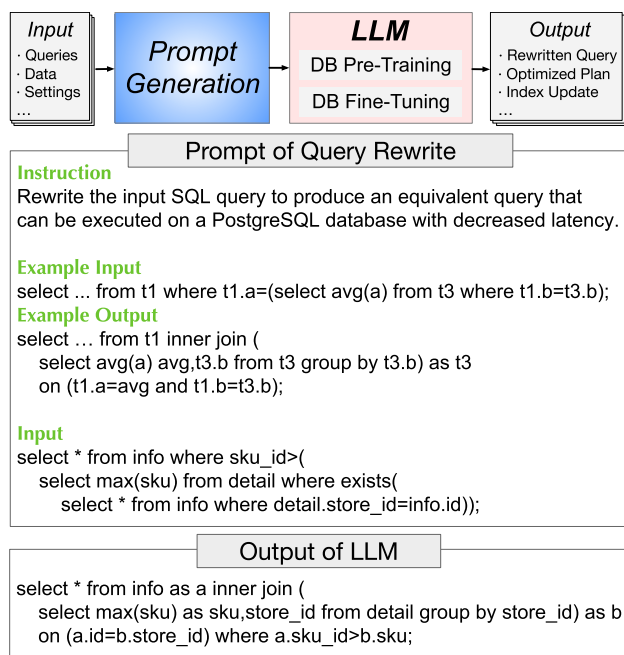 Input
· Queries
· Data
· Settings
...
Prompt
Generation
LLM
DB Pre-Training
DB Fine-Tuning
Output
· Rewritten Query
· Optimized Plan
· Index Update
...
Prompt of Query Rewrite
Instruction
Rewrite the input SQL query to produce an equivalent query that
can be executed on a PostgreSQL database with decreased latency.
Example Input
select ... from t1 where t1.a=(select avg(a) from t3 where t1.b=t3.b);
Example Output
select … from t1 inner join (
select avg(a) avg,t3.b from t3 group by t3.b) as t3
on (t1.a=avg and t1.b=t3.b);
Input
select * from info where sku_id>(
select max(sku) from detail where exists(
select * from info where detail.store_id=info.id));
Output of LLM
select * from info as a inner join (
select max(sku) as sku,store_id from detail group by store_id) as b
on (a.id=b.store_id) where a.sku_id>b.sku;